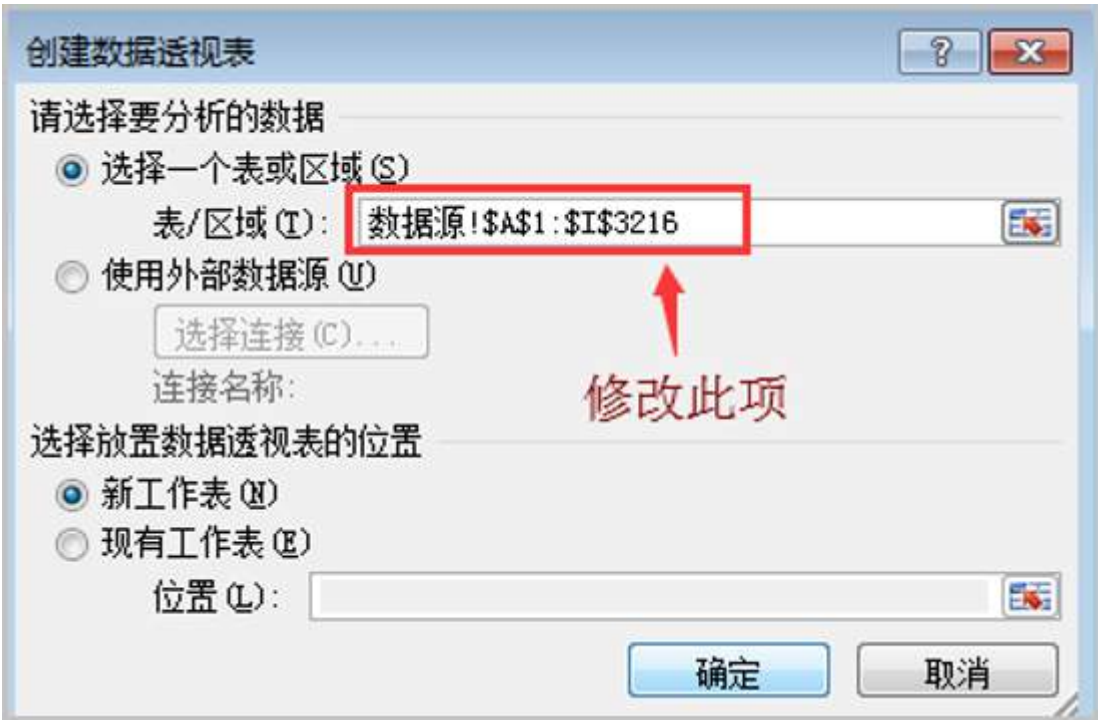 创建数据透视表
请选择要分析的数据
选择一个表或区域(S)
表/区域(T): 数据源!$A$1:$I$3216
使用外部数据源(U)
选择连接(C)...
修改此项
连接名称:
选择放置数据透视表的位置
新工作表(N)
现有工作表(E)
位置(L):
确定 取消